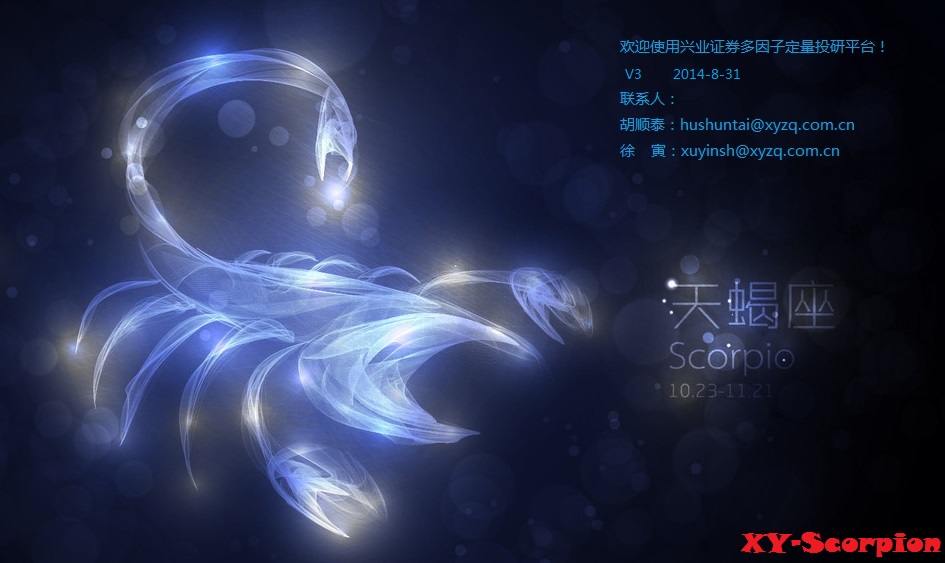 欢迎使用兴业证券多因子定量投研平台！
V3 2014-8-31
联系人：
胡顺泰：hushuntai@xyzq.com.cn
徐 寅：xuyinsh@xyzq.com.cn
天蝎座
Scorpio
10.23-11.21
XY-Scorpion